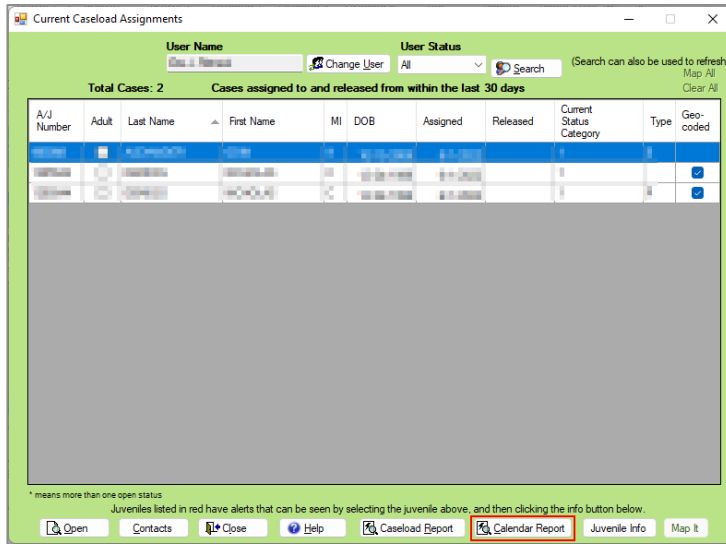 Current Caseload Assignments
User Name
User Status
Change User
All
Search
(Search can also be used to refresh
Map All
Total Cases: 2
Cases assigned to and released from within the last 30 days
Clear All
A/J Number
Adult
Last Name
First Name
MI
DOB
Assigned
Released
Current Status Category
Type
Geo-coded
* means more than one open status
Juveniles listed in red have alerts that can be seen by selecting the juvenile above, and then clicking the info button below.
Open
Contacts
Close
Help
Caseload Report
Calendar Report
Juvenile Info
Map It